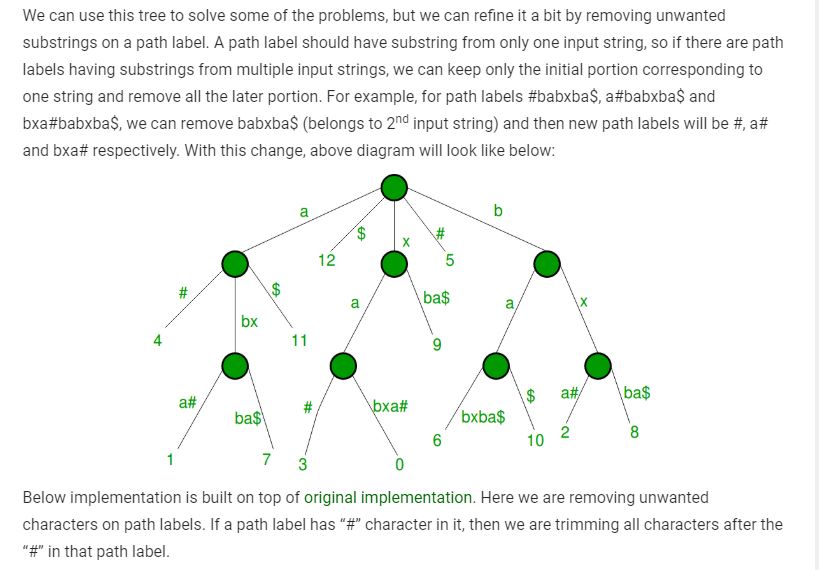 We can use this tree to solve some of the problems, but we can refine it a bit by removing unwanted
substrings on a path label. A path label should have substring from only one input string, so if there are path
labels having substrings from multiple input strings, we can keep only the initial portion corresponding to
one string and remove all the later portion. For example, for path labels #babxba$, a#babxba$ and
bxa#babxba$, we can remove babxba$ (belongs to 2nd input string) and then new path labels will be #, a#
and bxa# respectively. With this change, above diagram will look like below:
a b
$ x #
12 5
# $ a ba$ a x
bx
4 11 9
a# ba$ # bxa# bxba$ $ a# ba$
6 10 2 8
1 7 3 0
Below implementation is built on top of original implementation. Here we are removing unwanted
characters on path labels. If a path label has “#” character in it, then we are trimming all characters after the
“#” in that path label.